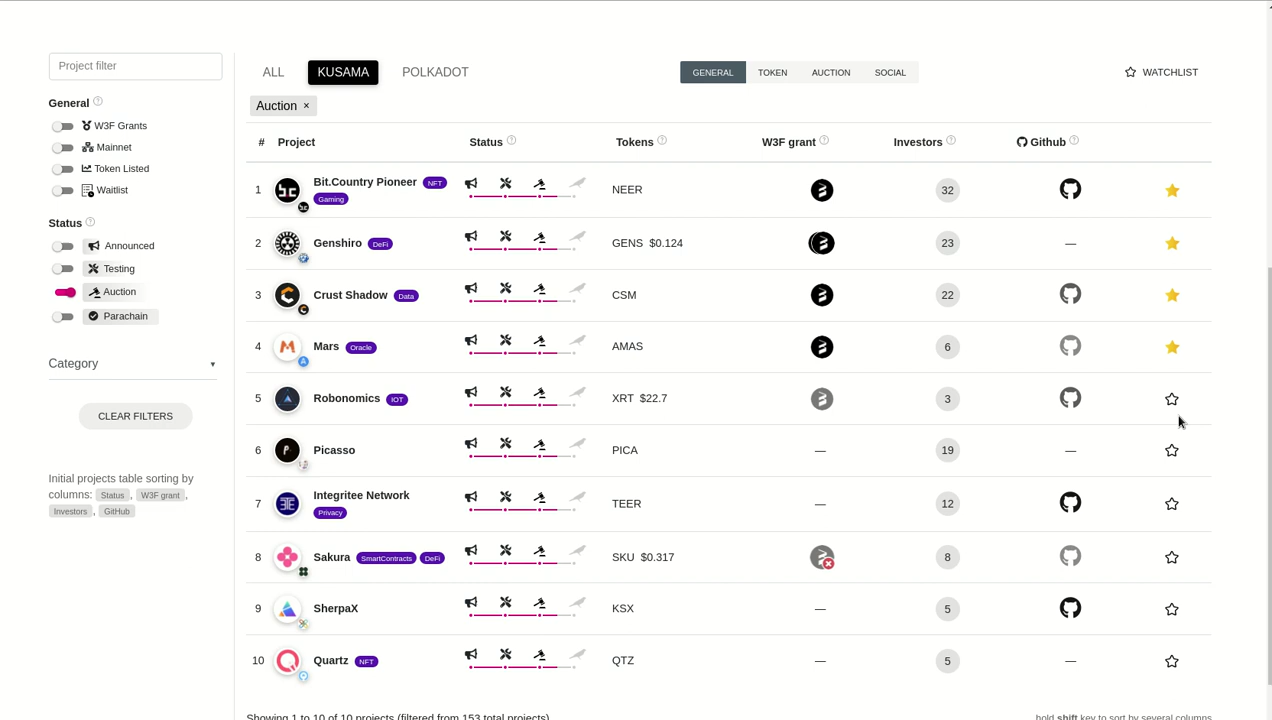 Project filter
ALL KUSAMA POLKADOT GENERAL TOKEN AUCTION SOCIAL WATCHLIST
Auction ×
General ?
W3F Grants
Mainnet
Token Listed
Waitlist
Status ?
Announced
Testing
Auction
Parachain
Category ▾
CLEAR FILTERS
Initial projects table sorting by
columns: Status , W3F grant ,
Investors , GitHub
# Project Status ? Tokens ? W3F grant ? Investors ? Github ?
1 Bit.Country Pioneer NFT Gaming NEER 32
2 Genshiro DeFi GENS $0.124 23 —
3 Crust Shadow Data CSM 22
4 Mars Oracle AMAS 6
5 Robonomics IOT XRT $22.7 3
6 Picasso PICA — 19 —
7 Integritee Network Privacy TEER — 12
8 Sakura SmartContracts DeFi SKU $0.317 8
9 SherpaX KSX — 5
10 Quartz NFT QTZ — 5 —
Showing 1 to 10 of 10 projects (filtered from 153 total projects) hold shift key to sort by several columns